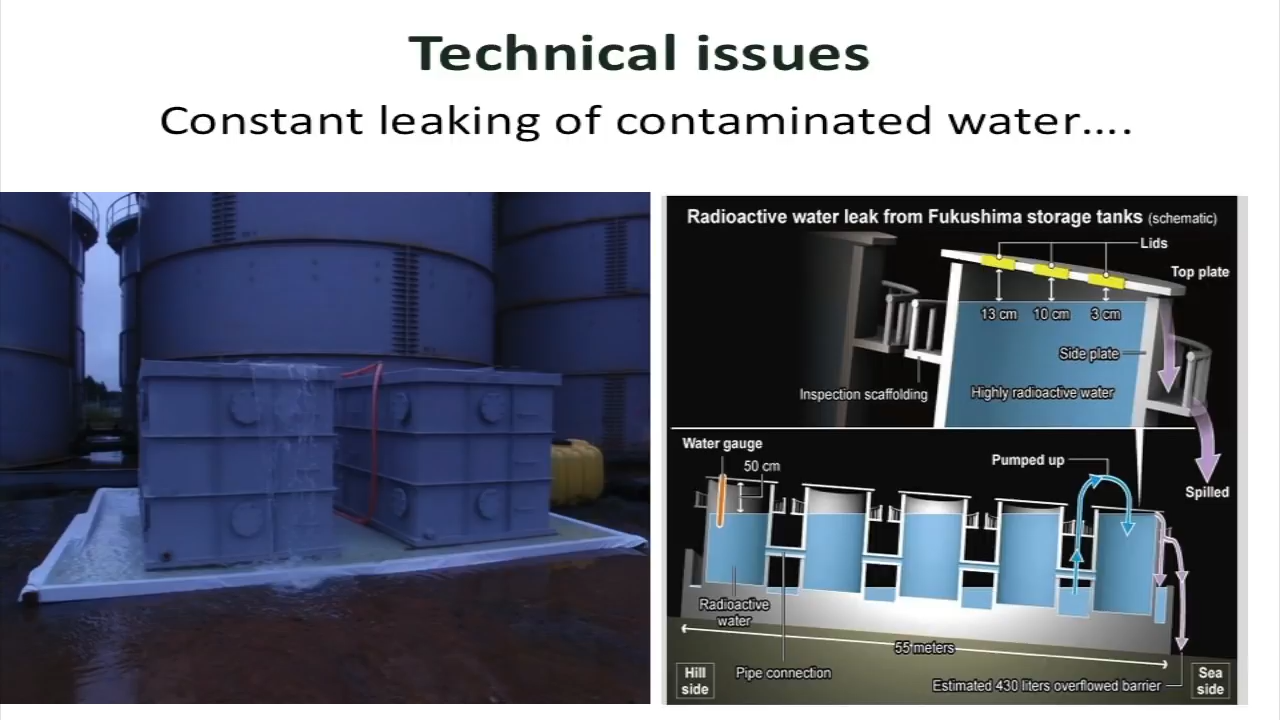 Technical issues
Constant leaking of contaminated water....
Radioactive water leak from Fukushima storage tanks (schematic)
Lids
Top plate
13 cm 10 cm 3 cm
Side plate
Inspection scaffolding
Highly radioactive water
Water gauge
50 cm
Pumped up
Spilled
Radioactive
water
55 meters
Pipe connection
Hill
side
Estimated 430 liters overflowed barrier
Sea
side